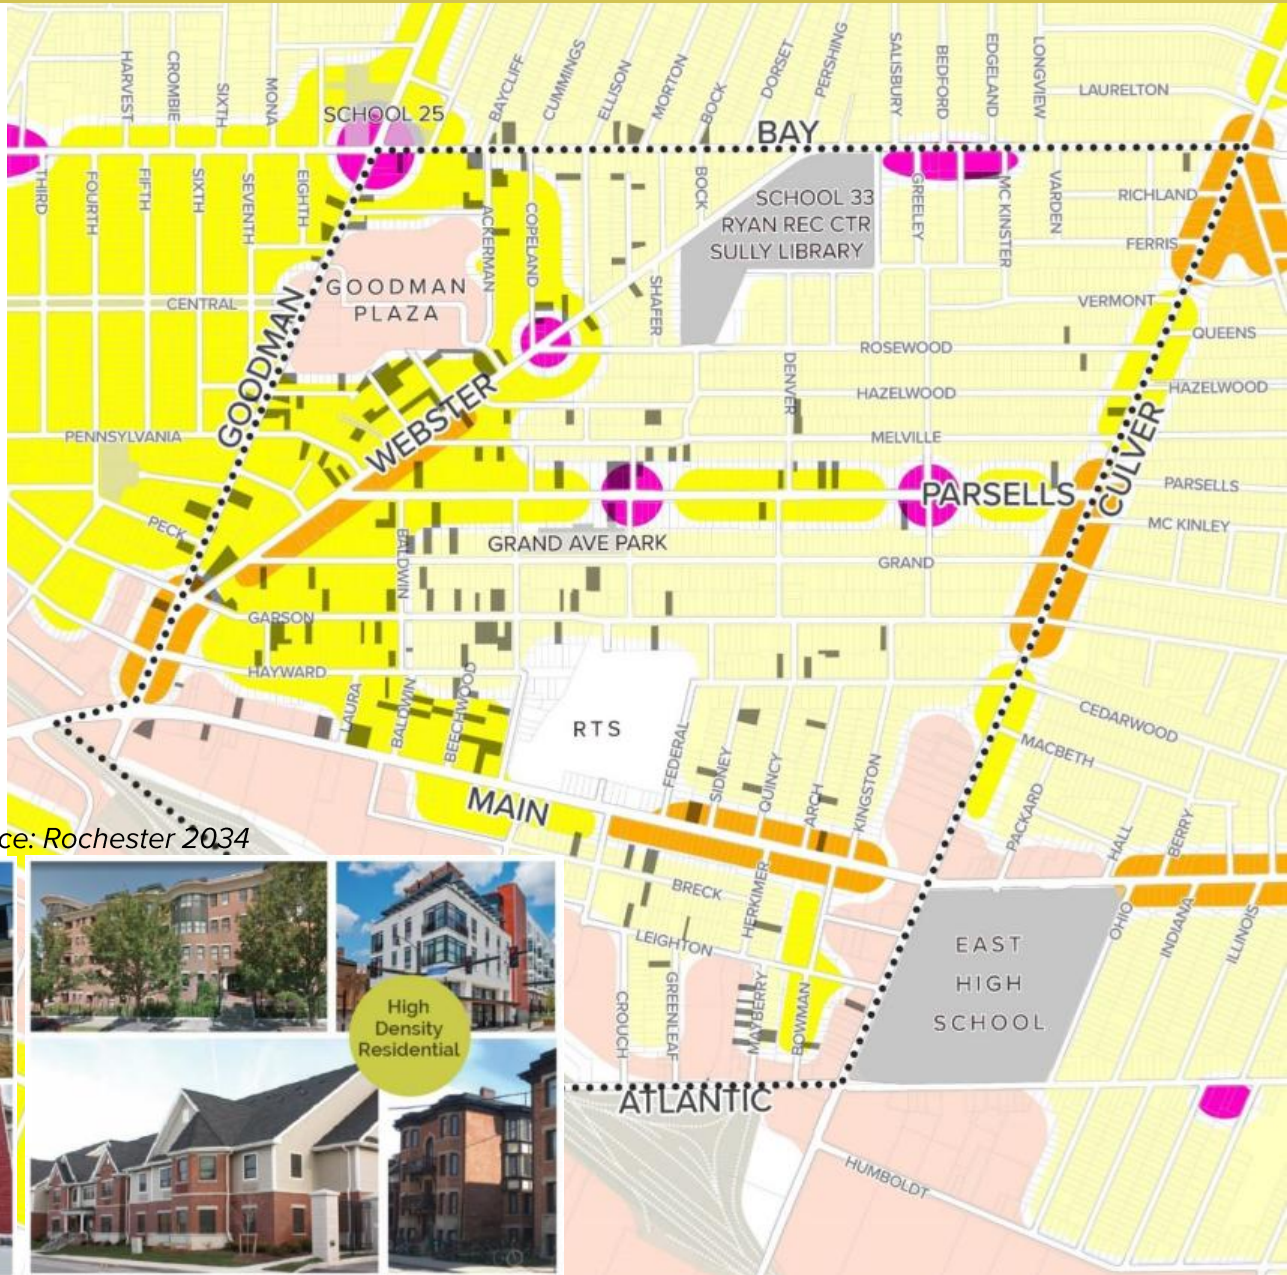 HARVEST
CROMBIE
SIXTH
MONA
SCHOOL 25
BAYCLIFF
CUMMINGS
ELLISON
MORTON
BOCK
DORSET
PERSHING
SALISBURY
BEDFORD
EDGELAND
LONGVIEW
LAURELTON
BAY
THIRD
FOURTH
FIFTH
SIXTH
SEVENTH
EIGHTH
ACKERMAN
COPELAND
BOCK
SCHOOL 33
RYAN REC CTR
SULLY LIBRARY
GREELEY
MC KINSTER
VARDEN
RICHLAND
FERRIS
GOODMAN
PLAZA
CENTRAL
GOODMAN
SHAFER
VERMONT
QUEENS
ROSEWOOD
DENVER
HAZELWOOD
HAZELWOOD
WEBSTER
PENNSYLVANIA
MELVILLE
CULVER
PARSELLS
PARSELLS
MC KINLEY
PECK
BALDWIN
GRAND AVE PARK
GRAND
GARSON
HAYWARD
LAURA
BALDWIN
BEECHWOOD
RTS
FEDERAL
SIDNEY
QUINCY
ARCH
KINGSTON
CEDARWOOD
MACBETH
PACKARD
HALL
BERRY
MAIN
ce: Rochester 2034
BRECK
HERKIMER
LEIGHTON
CROUCH
GREENLEAF
MAYBERRY
BOWMAN
EAST
HIGH
SCHOOL
OHIO
INDIANA
ILLINOIS
High
Density
Residential
ATLANTIC
HUMBOLDT